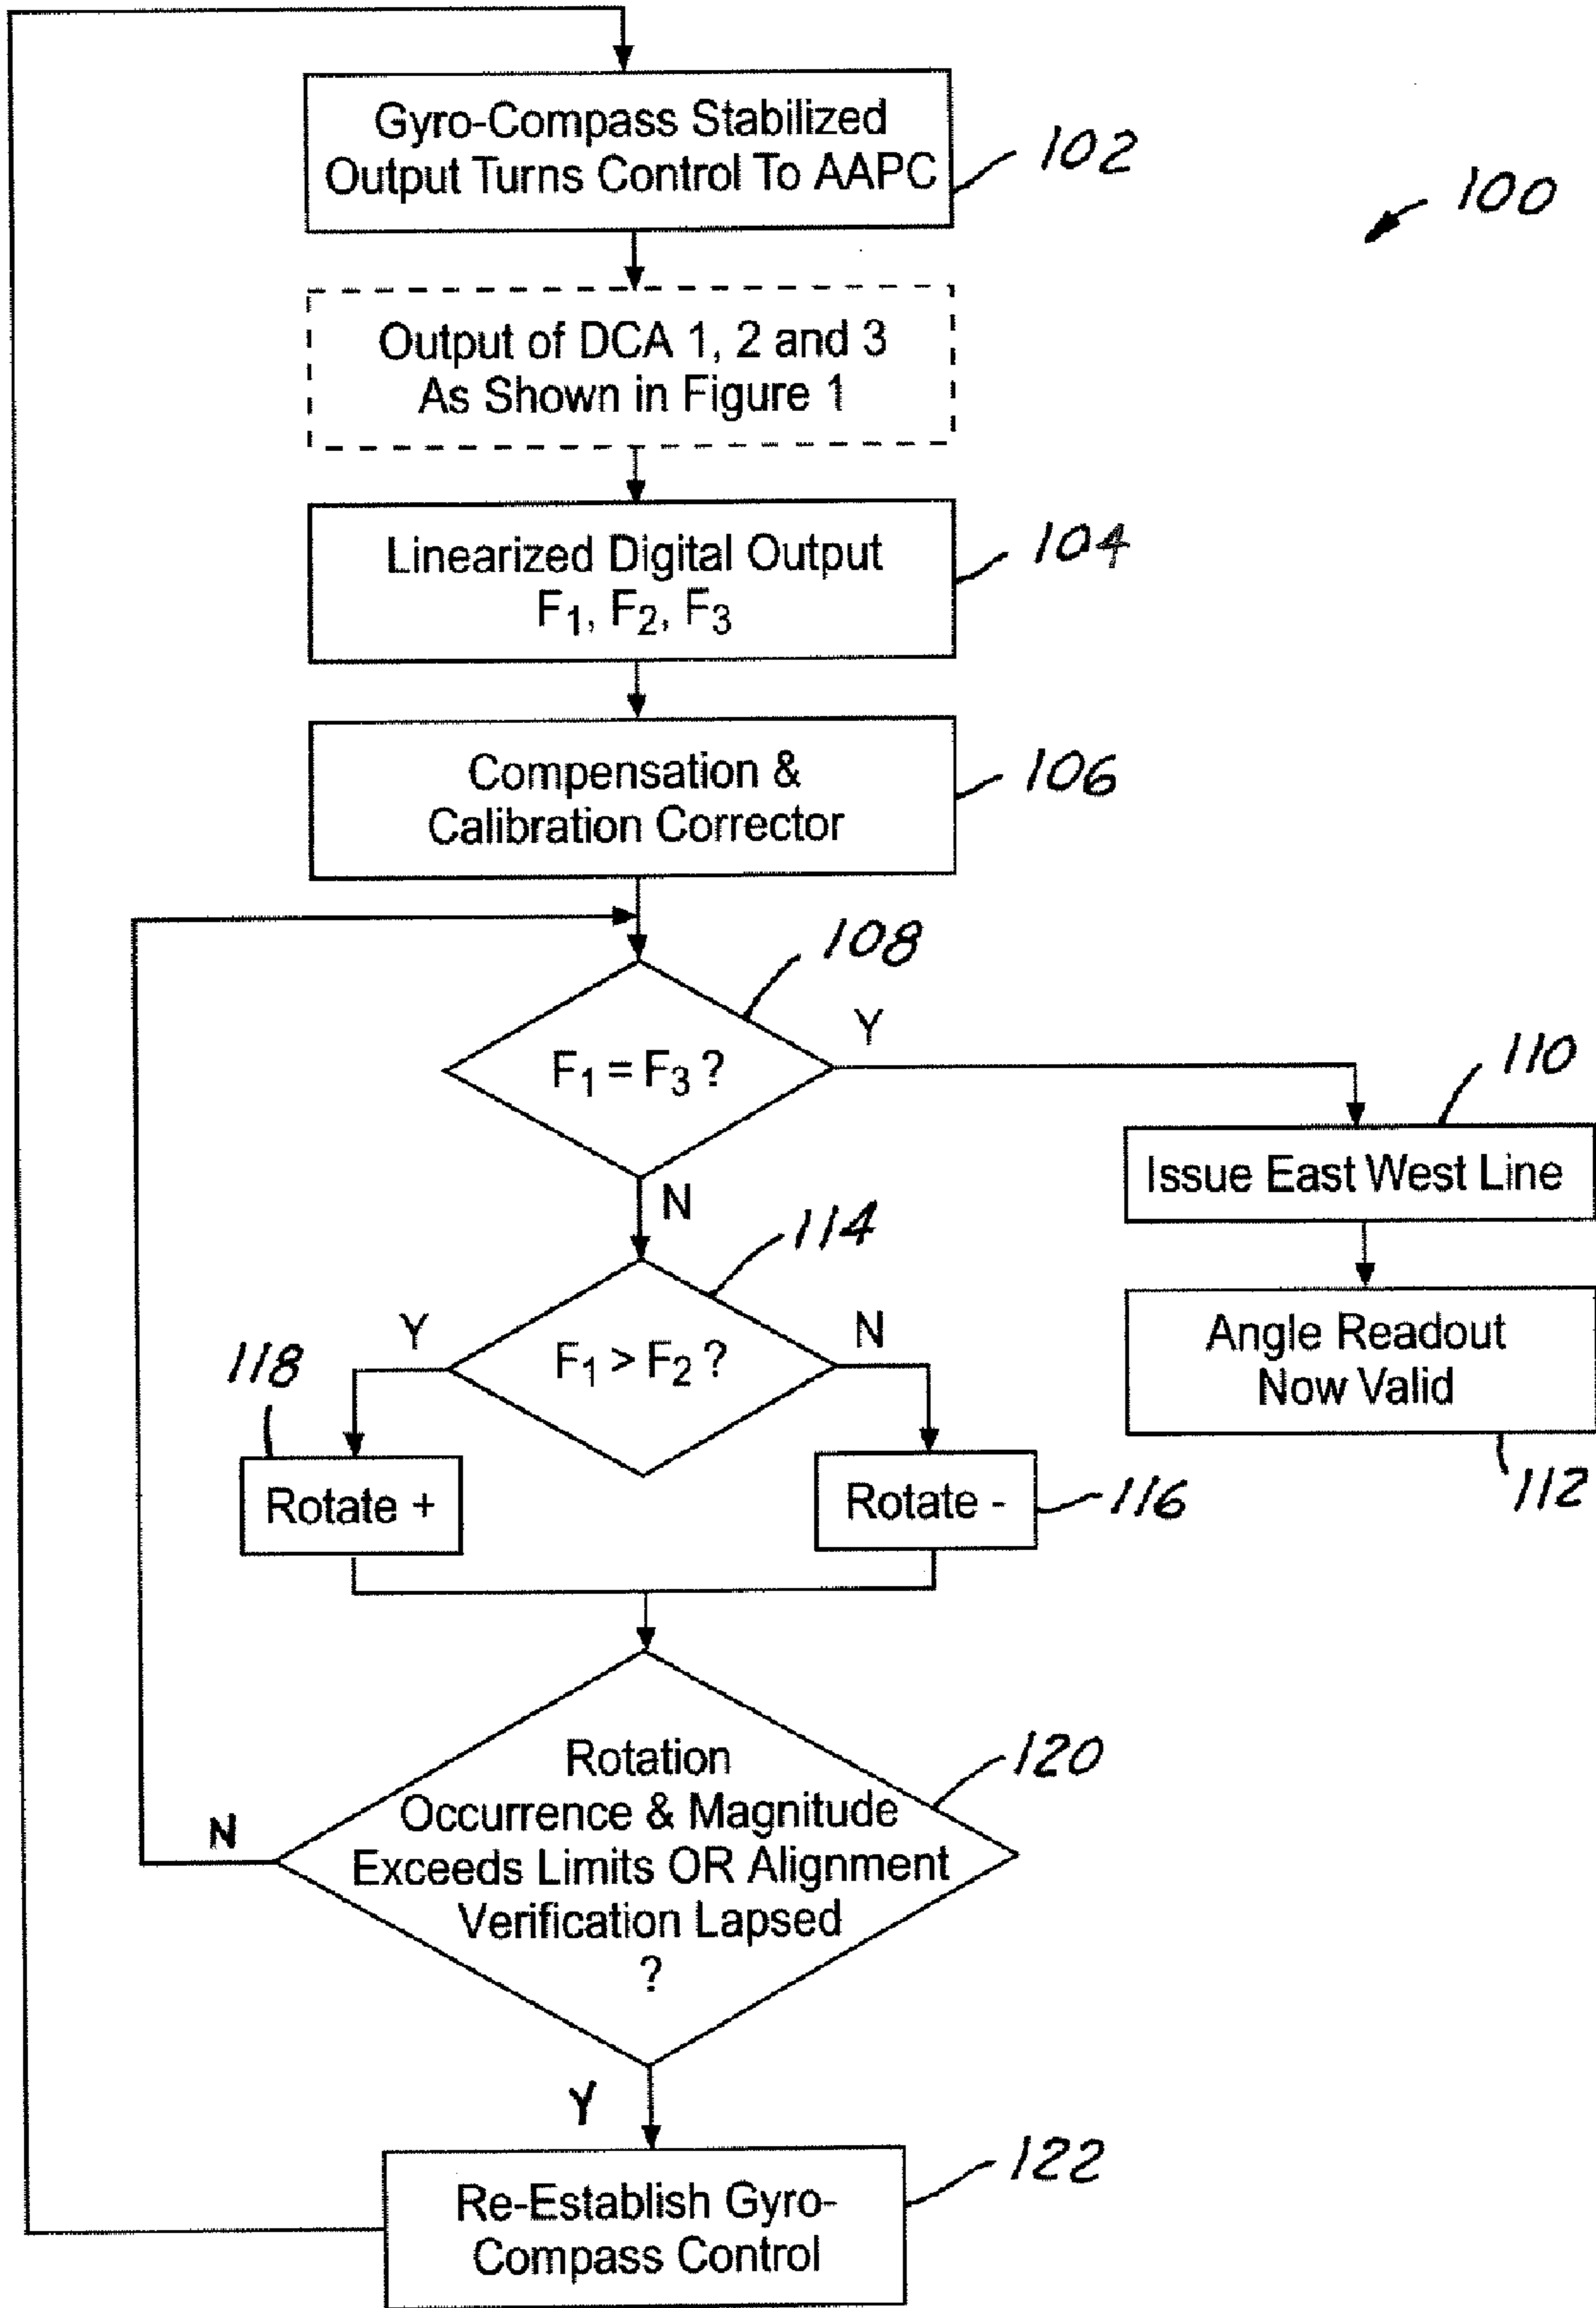 Gyro-Compass Stabilized
Output Turns Control To AAPC
102
100
Output of DCA 1, 2 and 3
As Shown in Figure 1
Linearized Digital Output
F1, F2, F3
104
Compensation &
Calibration Corrector
106
108
F1 = F3 ?
Y
N
110
Issue East West Line
Angle Readout
Now Valid
112
114
F1 > F2 ?
Y
N
118
Rotate +
Rotate -
116
Rotation
Occurrence & Magnitude
Exceeds Limits OR Alignment
Verification Lapsed
?
120
N
Y
Re-Establish Gyro-
Compass Control
122